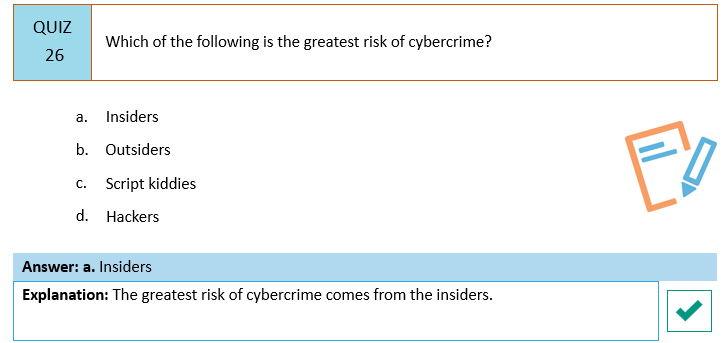 QUIZ
26
Which of the following is the greatest risk of cybercrime?
a. Insiders
b. Outsiders
c. Script kiddies
d. Hackers
Answer: a. Insiders
Explanation: The greatest risk of cybercrime comes from the insiders.